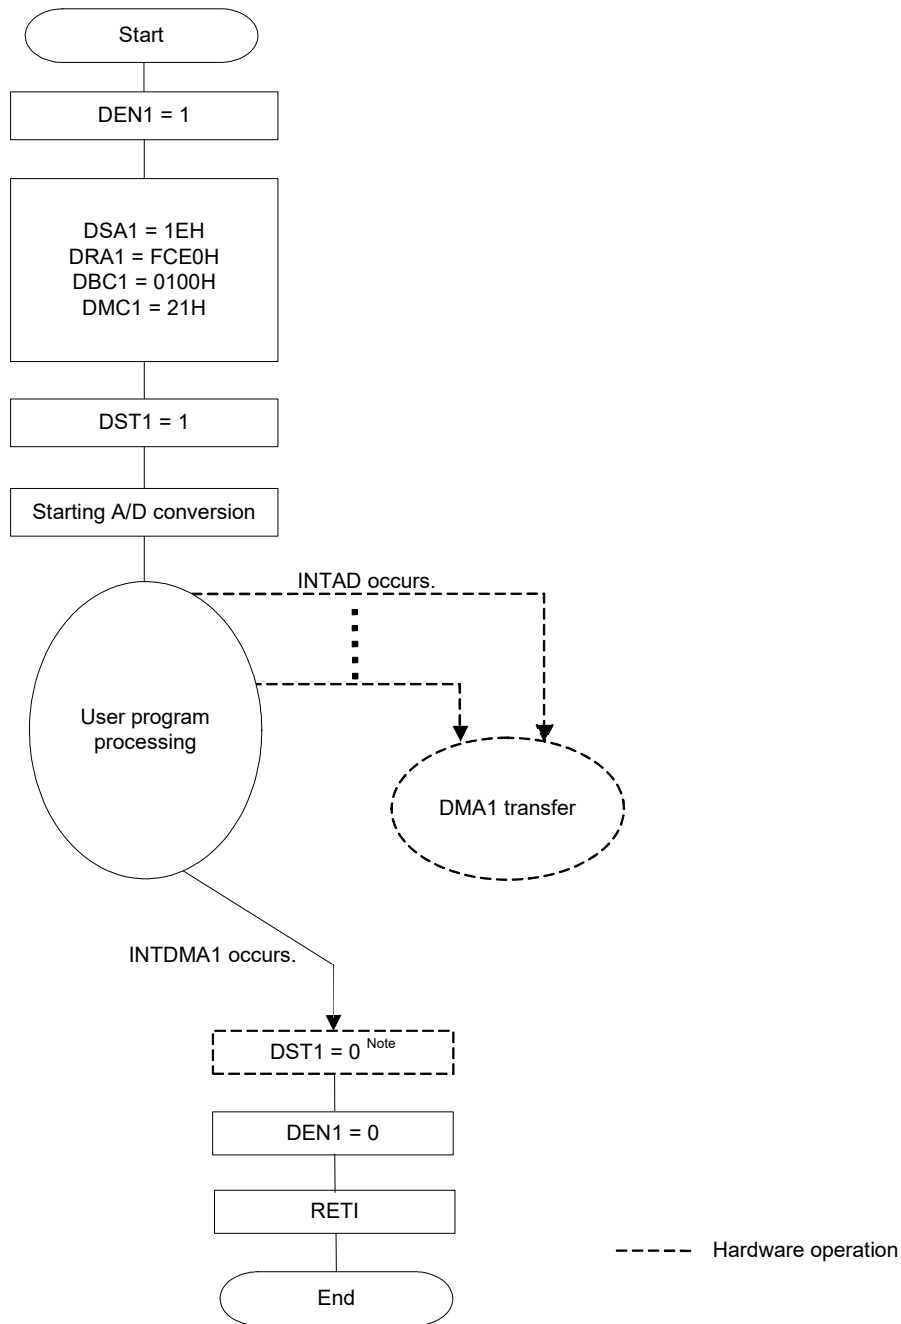 Start
DEN1 = 1
DSA1 = 1EH
DRA1 = FCE0H
DBC1 = 0100H
DMC1 = 21H
DST1 = 1
Starting A/D conversion
INTAD occurs.
User program
processing
DMA1 transfer
INTDMA1 occurs.
DST1 = 0 Note
DEN1 = 0
RETI
Hardware operation
End